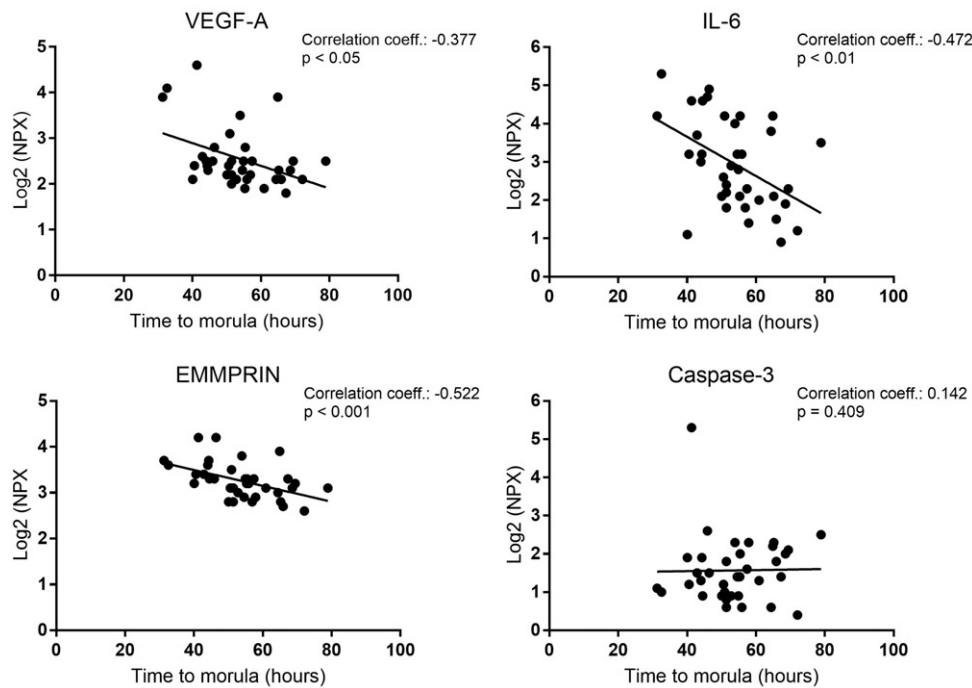 VEGF-A
Correlation coeff.: -0.377
p < 0.05
Log2 (NPX)
5
4
3
2
1
0
0 20 40 60 80 100
Time to morula (hours)
IL-6
Correlation coeff.: -0.472
p < 0.01
Log2 (NPX)
6
5
4
3
2
1
0
0 20 40 60 80 100
Time to morula (hours)
EMMPRIN
Correlation coeff.: -0.522
p < 0.001
Log2 (NPX
5
4
3
2
1
0
0 20 40 60 80 100
Time to morula (hours)
Caspase-3
Correlation coeff.: 0.142
p = 0.409
Log2 (NPX)
6
5
4
3
2
1
0
0 20 40 60 80 100
Time to morula (hours)